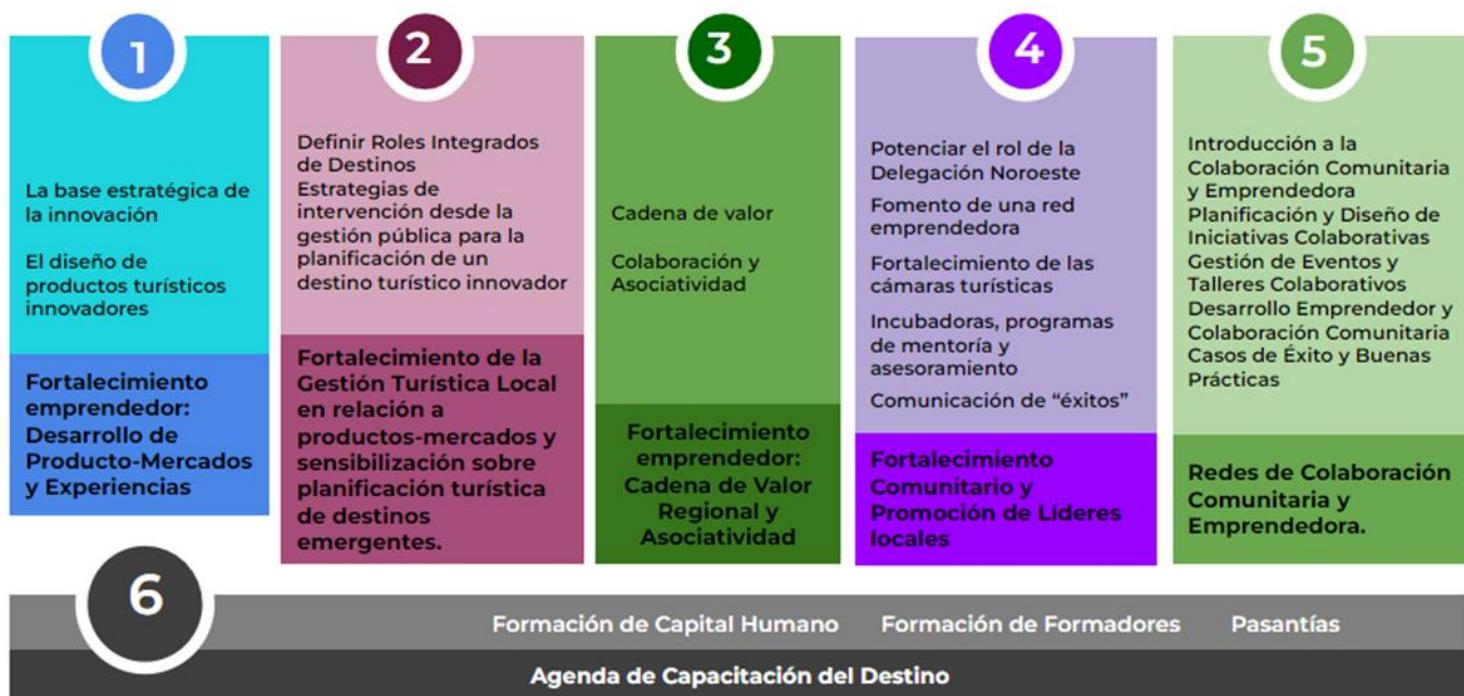 1
La base estratégica de
la innovación
El diseño de
productos turísticos
innovadores
Fortalecimiento
emprendedor:
Desarrollo de
Producto-Mercados
y Experiencias
2
Definir Roles Integrados
de Destinos
Estrategias de
intervención desde la
gestión pública para la
planificación de un
destino turístico innovador
Fortalecimiento de la
Gestión Turística Local
en relación a
productos-mercados y
sensibilización sobre
planificación turística
de destinos
emergentes.
3
Cadena de valor
Colaboración y
Asociatividad
Fortalecimiento
emprendedor:
Cadena de Valor
Regional y
Asociatividad
4
Potenciar el rol de la
Delegación Noroeste
Fomento de una red
emprendedora
Fortalecimiento de las
cámaras turísticas
Incubadoras, programas
de mentoría y
asesoramiento
Comunicación de “éxitos”
Fortalecimiento
Comunitario y
Promoción de Líderes
locales
5
Introducción a la
Colaboración Comunitaria
y Emprendedora
Planificación y Diseño de
Iniciativas Colaborativas
Gestión de Eventos y
Talleres Colaborativos
Desarrollo Emprendedor y
Colaboración Comunitaria
Casos de Éxito y Buenas
Prácticas
Redes de Colaboración
Comunitaria y
Emprendedora.
6
Formación de Capital Humano Formación de Formadores Pasantías
Agenda de Capacitación del Destino